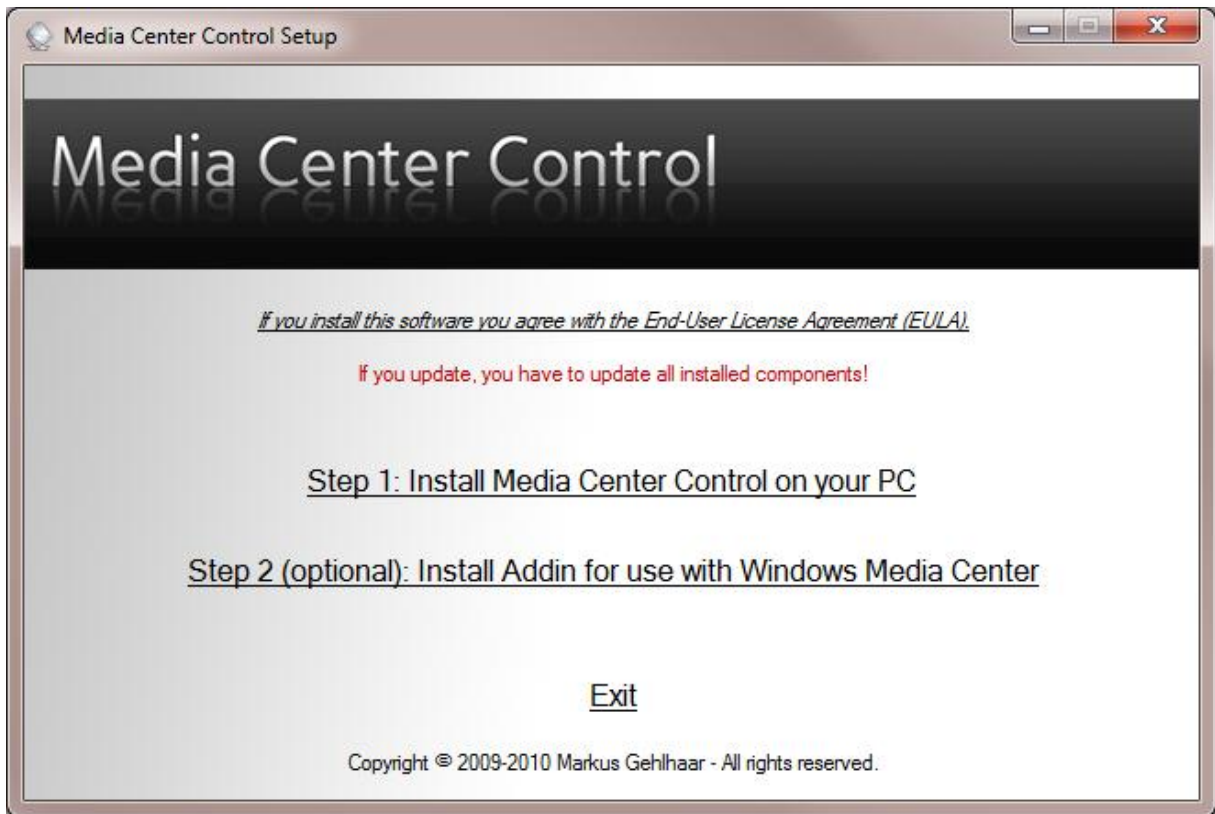 Media Center Control Setup
Media Center Control
If you install this software you agree with the End-User License Agreement (EULA).
If you update, you have to update all installed components!
Step 1: Install Media Center Control on your PC
Step 2 (optional): Install Addin for use with Windows Media Center
Exit
Copyright © 2009-2010 Markus Gehlhaar - All rights reserved.